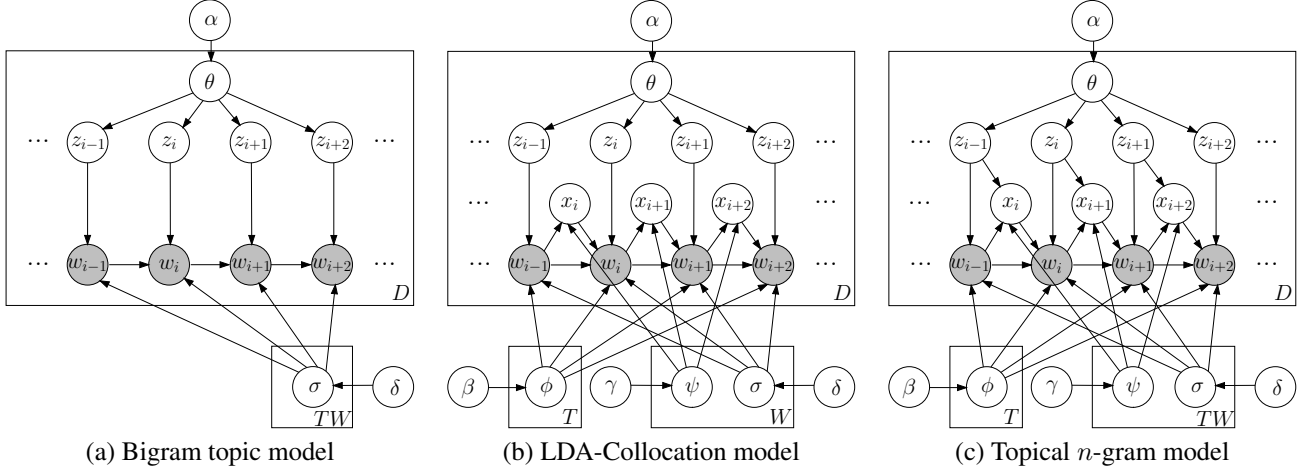 α α α
θ θ θ
··· z_{i−1} z_i z_{i+1} z_{i+2} ··· ··· z_{i−1} z_i z_{i+1} z_{i+2} ··· ··· z_{i−1} z_i z_{i+1} z_{i+2} ···
··· x_i x_{i+1} x_{i+2} ··· ··· x_i x_{i+1} x_{i+2} ···
··· w_{i−1} w_i w_{i+1} w_{i+2} ··· ··· w_{i−1} w_i w_{i+1} w_{i+2} ··· ··· w_{i−1} w_i w_{i+1} w_{i+2} ···
D D D
σ δ β ϕ γ ψ σ δ β ϕ γ ψ σ δ
TW T W T TW
(a) Bigram topic model (b) LDA-Collocation model (c) Topical n-gram model